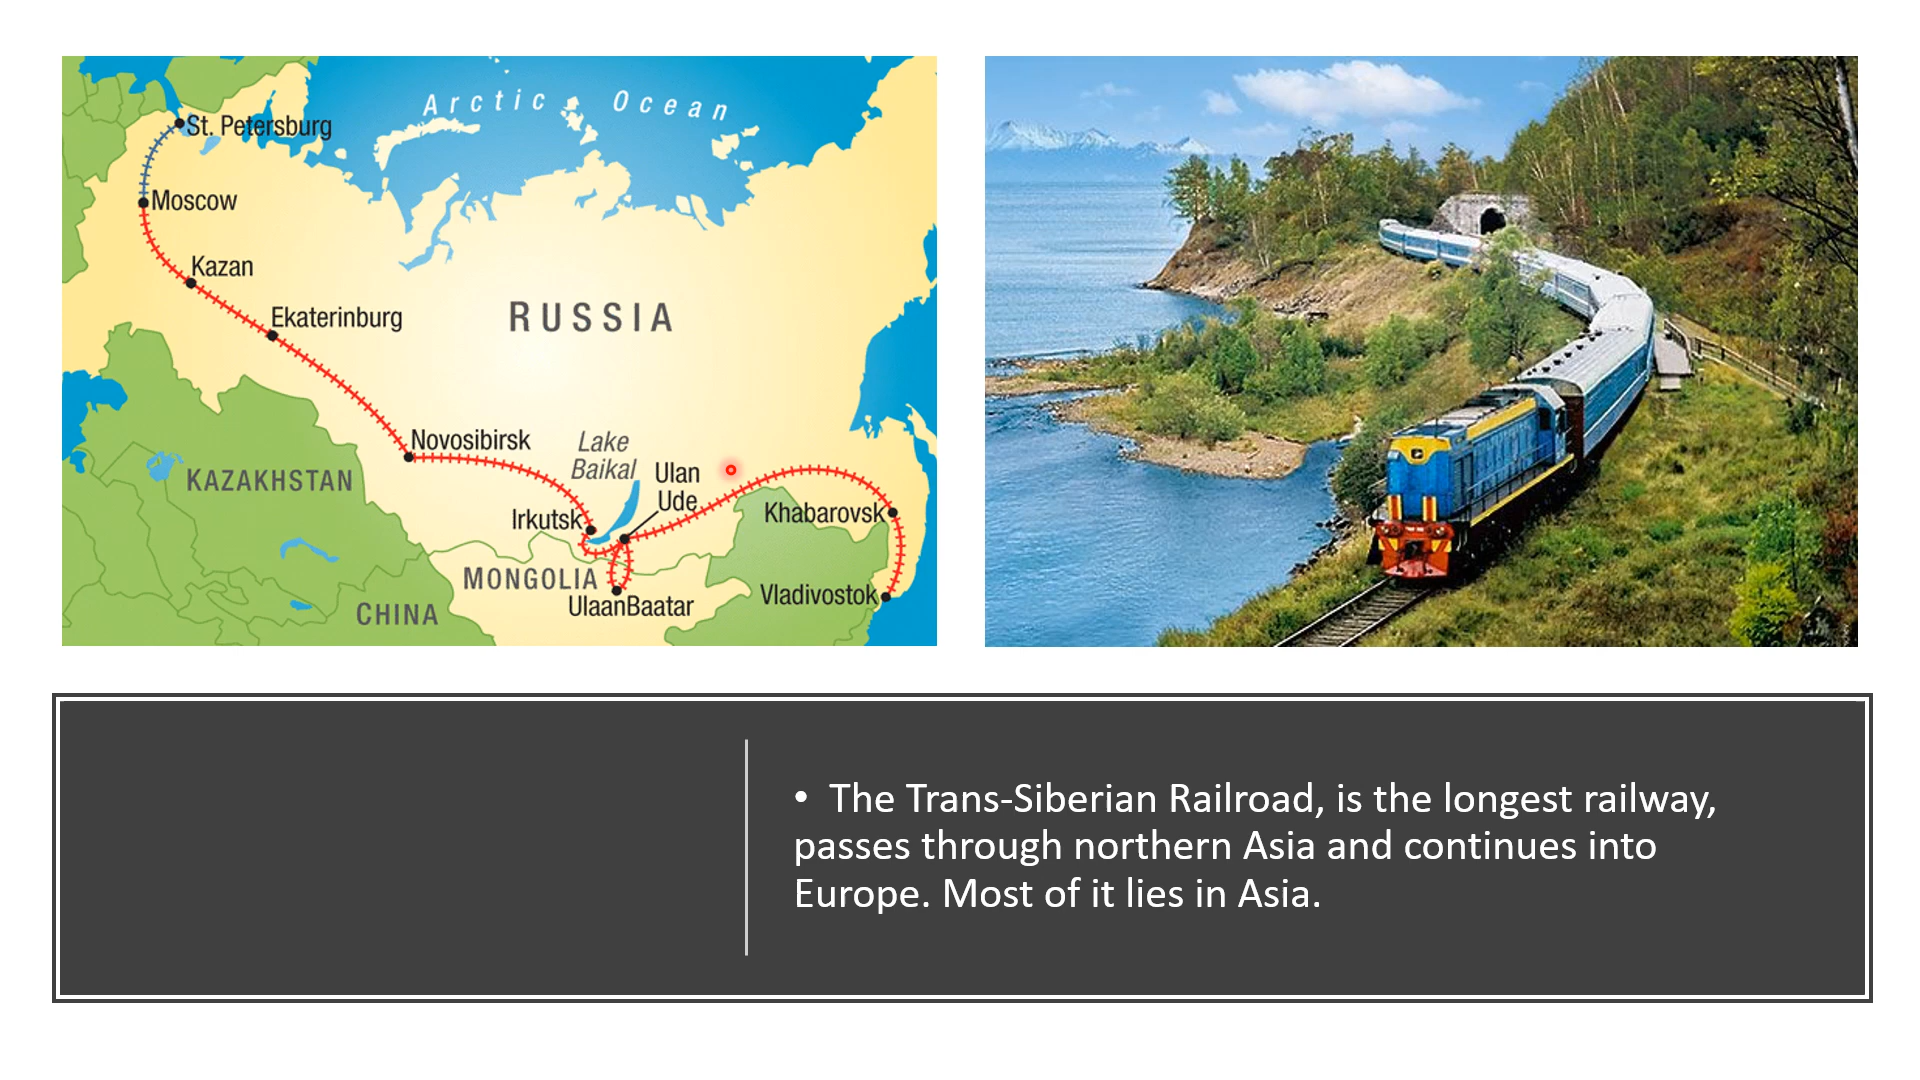 Arctic Ocean
St. Petersburg
Moscow
Kazan
Ekaterinburg
RUSSIA
Novosibirsk
Lake
Baikal
Ulan
Ude
KAZAKHSTAN
Irkutsk
Khabarovsk
MONGOLIA
UlaanBaatar
Vladivostok
CHINA
• The Trans-Siberian Railroad, is the longest railway,
passes through northern Asia and continues into
Europe. Most of it lies in Asia.